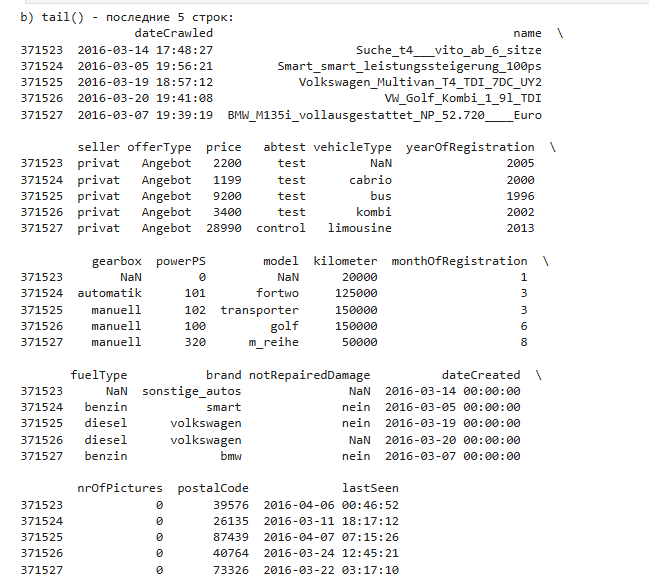 b) tail() - последние 5 строк:
dateCrawled name \
371523 2016-03-14 17:48:27 Suche_t4___vito_ab_6_sitze
371524 2016-03-05 19:56:21 Smart_smart_leistungssteigerung_100ps
371525 2016-03-19 18:57:12 Volkswagen_Multivan_T4_TDI_7DC_UY2
371526 2016-03-20 19:41:08 VW_Golf_Kombi_1_9l_TDI
371527 2016-03-07 19:39:19 BMW_M135i_vollausgestattet_NP_52.720____Euro
seller offerType price abtest vehicleType yearOfRegistration \
371523 privat Angebot 2200 test NaN 2005
371524 privat Angebot 1199 test cabrio 2000
371525 privat Angebot 9200 test bus 1996
371526 privat Angebot 3400 test kombi 2002
371527 privat Angebot 28990 control limousine 2013
gearbox powerPS model kilometer monthOfRegistration \
371523 NaN 0 NaN 20000 1
371524 automatik 101 fortwo 125000 3
371525 manuell 102 transporter 150000 3
371526 manuell 100 golf 150000 6
371527 manuell 320 m_reihe 50000 8
fuelType brand notRepairedDamage dateCreated \
371523 NaN sonstige_autos NaN 2016-03-14 00:00:00
371524 benzin smart nein 2016-03-05 00:00:00
371525 diesel volkswagen nein 2016-03-19 00:00:00
371526 diesel volkswagen NaN 2016-03-20 00:00:00
371527 benzin bmw nein 2016-03-07 00:00:00
nrOfPictures postalCode lastSeen
371523 0 39576 2016-04-06 00:46:52
371524 0 26135 2016-03-11 18:17:12
371525 0 87439 2016-04-07 07:15:26
371526 0 40764 2016-03-24 12:45:21
371527 0 73326 2016-03-22 03:17:10